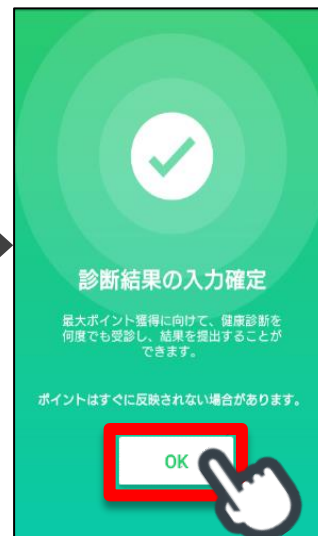 診断結果の入力確定
最大ポイント獲得に向けて、健康診断を
何度でも受診し、結果を提出することが
できます。
ポイントはすぐに反映されない場合があります。
OK